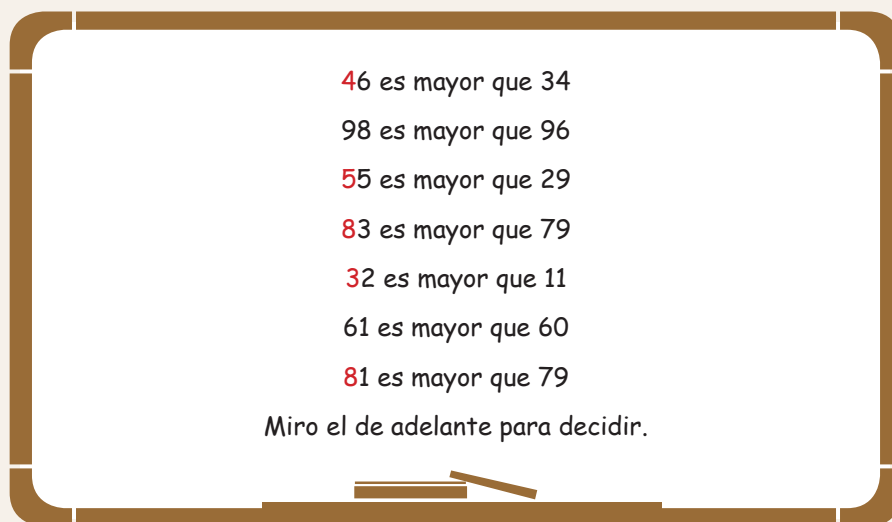 46 es mayor que 34
98 es mayor que 96
55 es mayor que 29
83 es mayor que 79
32 es mayor que 11
61 es mayor que 60
81 es mayor que 79
Miro el de adelante para decidir.